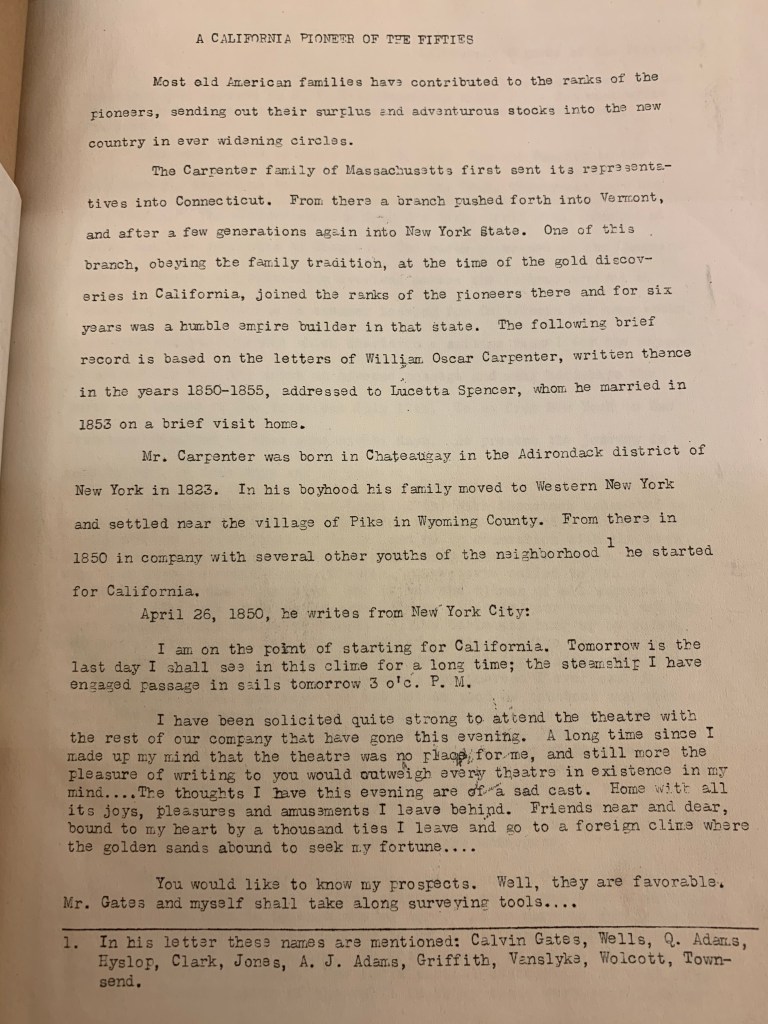 A CALIFORNIA PIONEER OF THE FIFTIES
Most old American families have contributed to the ranks of the
pioneers, sending out their surplus and adventurous stocks into the new
country in ever widening circles.
The Carpenter family of Massachusetts first sent its representa-
tives into Connecticut. From there a branch pushed forth into Vermont,
and after a few generations again into New York State. One of this
branch, obeying the family tradition, at the time of the gold discov-
eries in California, joined the ranks of the pioneers there and for six
years was a humble empire builder in that state. The following brief
record is based on the letters of William Oscar Carpenter, written thence
in the years 1850-1855, addressed to Lucetta Spencer, whom he married in
1853 on a brief visit home.
Mr. Carpenter was born in Chateaugay in the Adirondack district of
New York in 1823. In his boyhood his family moved to Western New York
and settled near the village of Pike in Wyoming County. From there in
1850 in company with several other youths of the neighborhood 1 he started
for California.
April 26, 1850, he writes from New York City:
I am on the point of starting for California. Tomorrow is the
last day I shall see in this clime for a long time; the steamship I have
engaged passage in sails tomorrow 3 o'c. P. M.
I have been solicited quite strong to attend the theatre with
the rest of our company that have gone this evening. A long time since I
made up my mind that the theatre was no place for me, and still more the
pleasure of writing to you would outweigh every theatre in existence in my
mind....The thoughts I have this evening are of a sad cast. Home with all
its joys, pleasures and amusements I leave behind. Friends near and dear,
bound to my heart by a thousand ties I leave and go to a foreign clime where
the golden sands abound to seek my fortune....
You would like to know my prospects. Well, they are favorable.
Mr. Gates and myself shall take along surveying tools....
1. In his letter these names are mentioned: Calvin Gates, Wells, Q. Adams,
Hyslop, Clark, Jones, A. J. Adams, Griffith, Vanslyke, Wolcott, Town-
send.